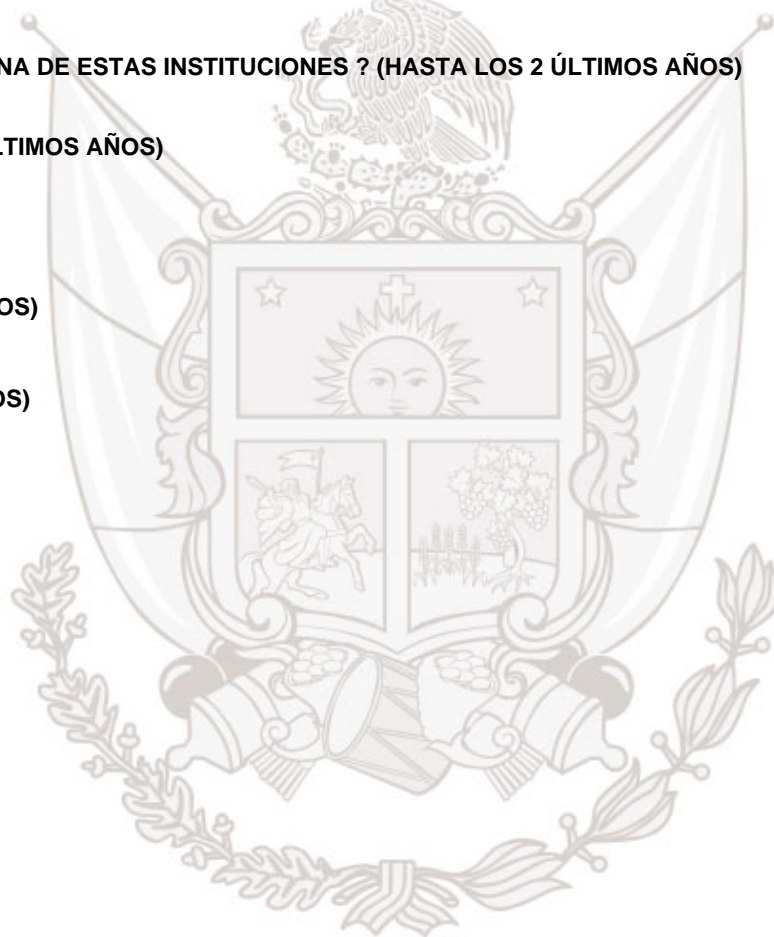 NA DE ESTAS INSTITUCIONES ? (HASTA LOS 2 ÚLTIMOS AÑOS)
LTIMOS AÑOS)
OS)
OS)